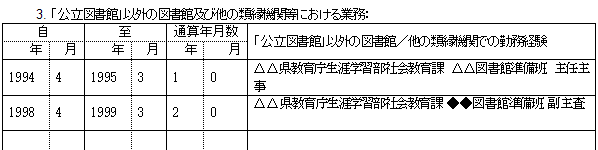 3.「公立図書館」以外の図書館及び他の類縁機関等における業務:
自 至 通算年月数 「公立図書館」以外の図書館／他の類縁機関での勤務経験
年 月 年 月 年 月
1994 4 1995 3 1 0 △△県教育庁生涯学習部社会教育課 △△図書館準備班 主任主
事
1998 4 1999 3 2 0 △△県教育庁生涯学習部社会教育課 ◆◆図書館準備班 副主査